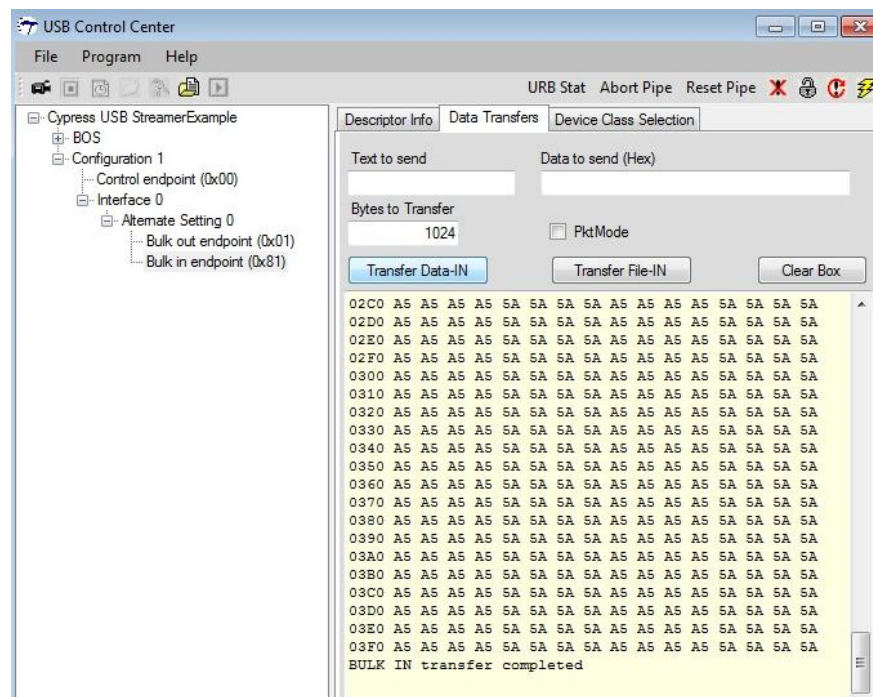 USB Control Center
File Program Help
URB Stat Abort Pipe Reset Pipe
Cypress USB StreamerExample
BOS
Configuration 1
Control endpoint (0x00)
Interface 0
Alternate Setting 0
Bulk out endpoint (0x01)
Bulk in endpoint (0x81)
Descriptor Info Data Transfers Device Class Selection
Text to send Data to send (Hex)
Bytes to Transfer
1024 PktMode
Transfer Data-IN Transfer File-IN Clear Box
02C0 A5 A5 A5 A5 5A 5A 5A 5A A5 A5 A5 A5 5A 5A 5A 5A
02D0 A5 A5 A5 A5 5A 5A 5A 5A A5 A5 A5 A5 5A 5A 5A 5A
02E0 A5 A5 A5 A5 5A 5A 5A 5A A5 A5 A5 A5 5A 5A 5A 5A
02F0 A5 A5 A5 A5 5A 5A 5A 5A A5 A5 A5 A5 5A 5A 5A 5A
0300 A5 A5 A5 A5 5A 5A 5A 5A A5 A5 A5 A5 5A 5A 5A 5A
0310 A5 A5 A5 A5 5A 5A 5A 5A A5 A5 A5 A5 5A 5A 5A 5A
0320 A5 A5 A5 A5 5A 5A 5A 5A A5 A5 A5 A5 5A 5A 5A 5A
0330 A5 A5 A5 A5 5A 5A 5A 5A A5 A5 A5 A5 5A 5A 5A 5A
0340 A5 A5 A5 A5 5A 5A 5A 5A A5 A5 A5 A5 5A 5A 5A 5A
0350 A5 A5 A5 A5 5A 5A 5A 5A A5 A5 A5 A5 5A 5A 5A 5A
0360 A5 A5 A5 A5 5A 5A 5A 5A A5 A5 A5 A5 5A 5A 5A 5A
0370 A5 A5 A5 A5 5A 5A 5A 5A A5 A5 A5 A5 5A 5A 5A 5A
0380 A5 A5 A5 A5 5A 5A 5A 5A A5 A5 A5 A5 5A 5A 5A 5A
0390 A5 A5 A5 A5 5A 5A 5A 5A A5 A5 A5 A5 5A 5A 5A 5A
03A0 A5 A5 A5 A5 5A 5A 5A 5A A5 A5 A5 A5 5A 5A 5A 5A
03B0 A5 A5 A5 A5 5A 5A 5A 5A A5 A5 A5 A5 5A 5A 5A 5A
03C0 A5 A5 A5 A5 5A 5A 5A 5A A5 A5 A5 A5 5A 5A 5A 5A
03D0 A5 A5 A5 A5 5A 5A 5A 5A A5 A5 A5 A5 5A 5A 5A 5A
03E0 A5 A5 A5 A5 5A 5A 5A 5A A5 A5 A5 A5 5A 5A 5A 5A
03F0 A5 A5 A5 A5 5A 5A 5A 5A A5 A5 A5 A5 5A 5A 5A 5A
BULK IN transfer completed